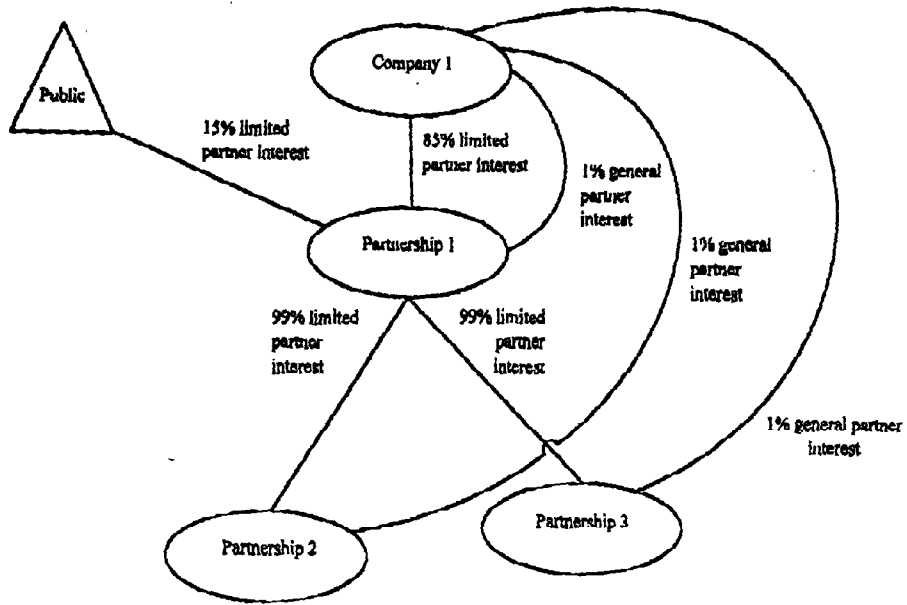 Company 1
Public
15% limited
partner interest
85% limited
partner interest
1% general
partner
interest
Partnership 1
1% general
partner
interest
99% limited
partner
interest
99% limited
partner
interest
1% general partner
interest
Partnership 2
Partnership 3